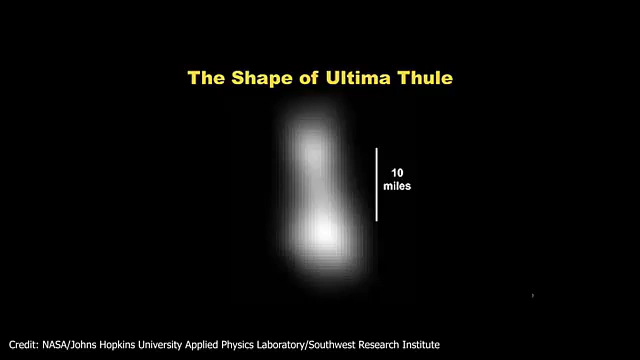 The Shape of Ultima Thule
10
miles
Credit: NASA/Johns Hopkins University Applied Physics Laboratory/Southwest Research Institute